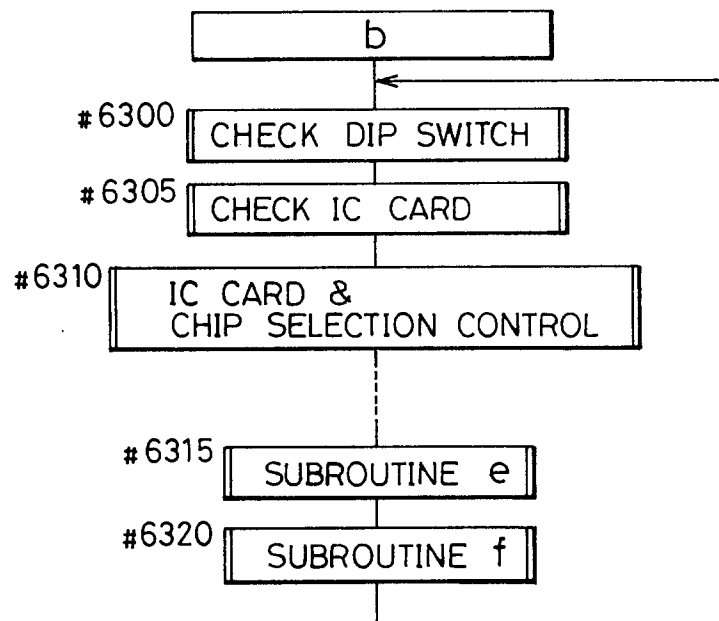 b
#6300
CHECK DIP SWITCH
#6305
CHECK IC CARD
#6310
IC CARD &
CHIP SELECTION CONTROL
#6315
SUBROUTINE e
#6320
SUBROUTINE f